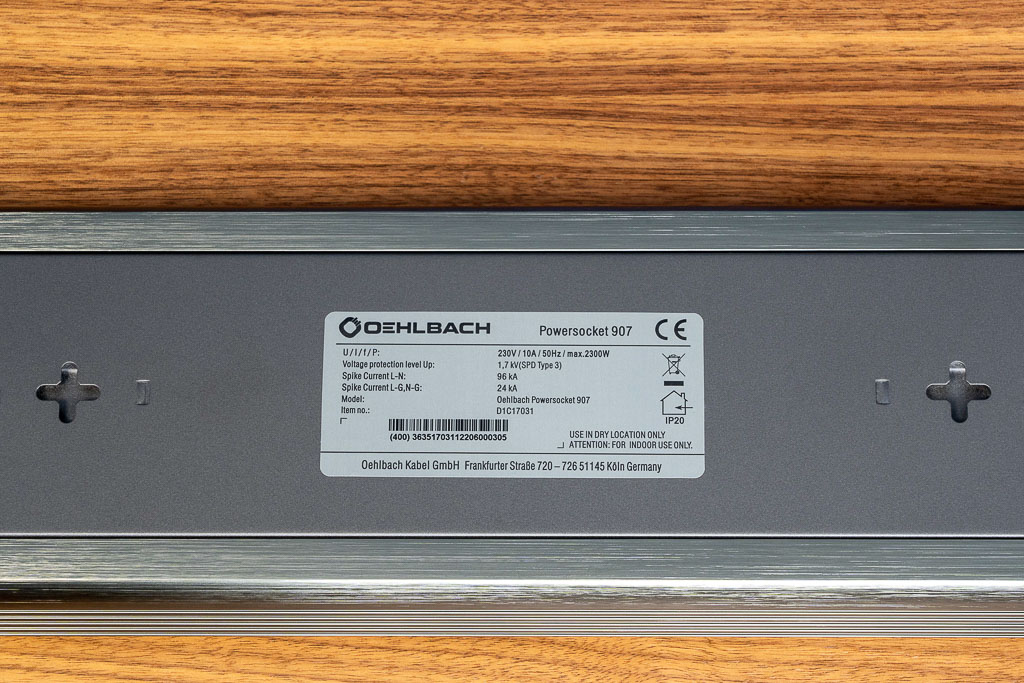 OEHLBACH Powersocket 907 CE
U/I/f/P: 230V / 10A / 50Hz / max.2300W
Voltage protection level Up: 1,7 kV(SPD Type 3)
Spike Current L-N: 96 kA
Spike Current L-G,N-G: 24 kA
Model: Oehlbach Powersocket 907
Item no.: D1C17031
IP20
(400) 36351703112206000305
USE IN DRY LOCATION ONLY
ATTENTION: FOR INDOOR USE ONLY.
Oehlbach Kabel GmbH Frankfurter Straße 720 – 726 51145 Köln Germany